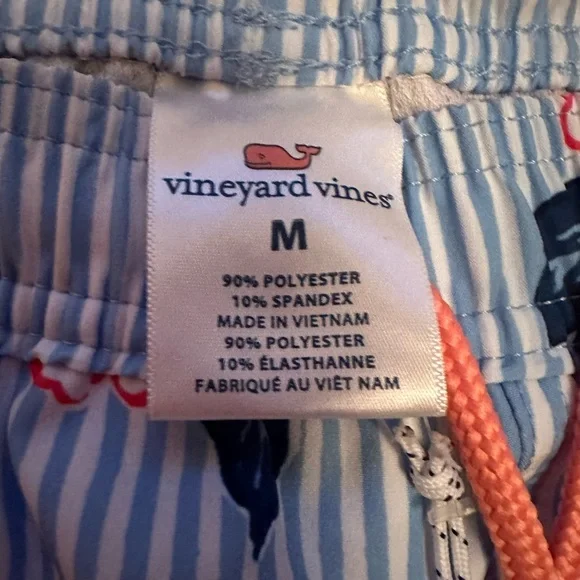 vineyard vines®
M
90% POLYESTER
10% SPANDEX
MADE IN VIETNAM
90% POLYESTER
10% ÉLASTHANNE
FABRIQUÉ AU VIÊT NAM